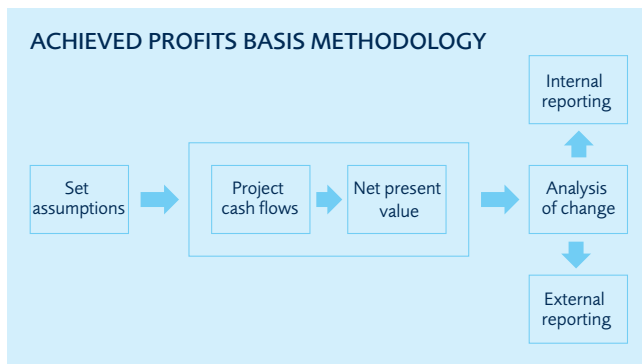 ACHIEVED PROFITS BASIS METHODOLOGY
Internal
reporting
Set
assumptions
Project
cash flows
Net present
value
Analysis
of change
External
reporting